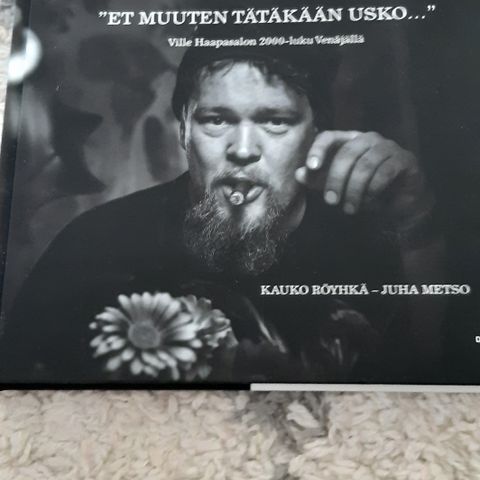 "ET MUUTEN TÄTÄKÄÄN USKO..."
Ville Haapasalon 2000-luku Venäjällä
KAUKO RÖYHKÄ – JUHA METSO